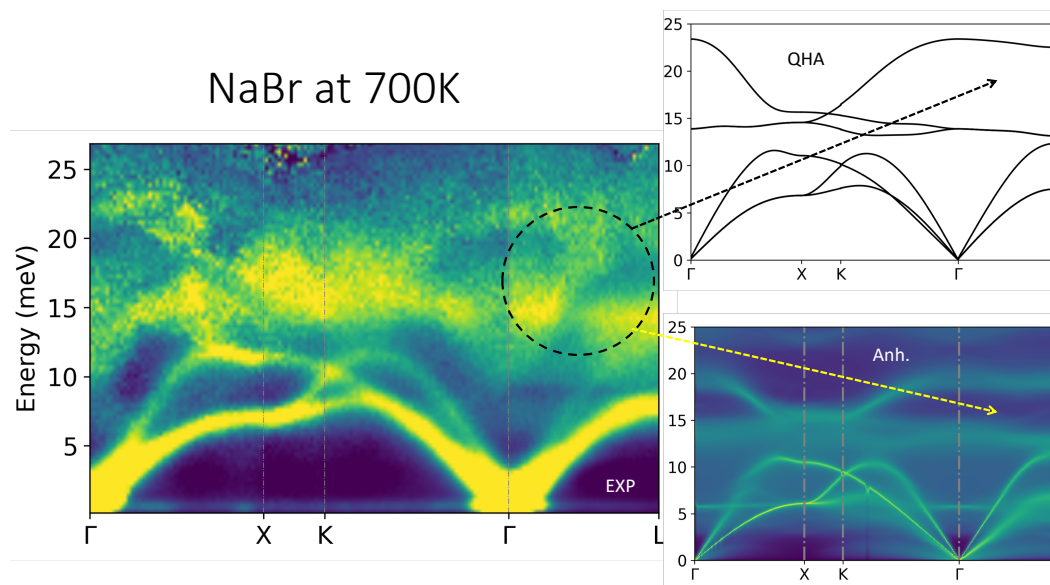 NaBr at 700K
Energy (meV)
25
20
15
10
5
EXP
Γ X K Γ L
25
20
15
10
5
0
QHA
Γ X K Γ
25
20
15
10
5
0
Anh.
Γ X K Γ